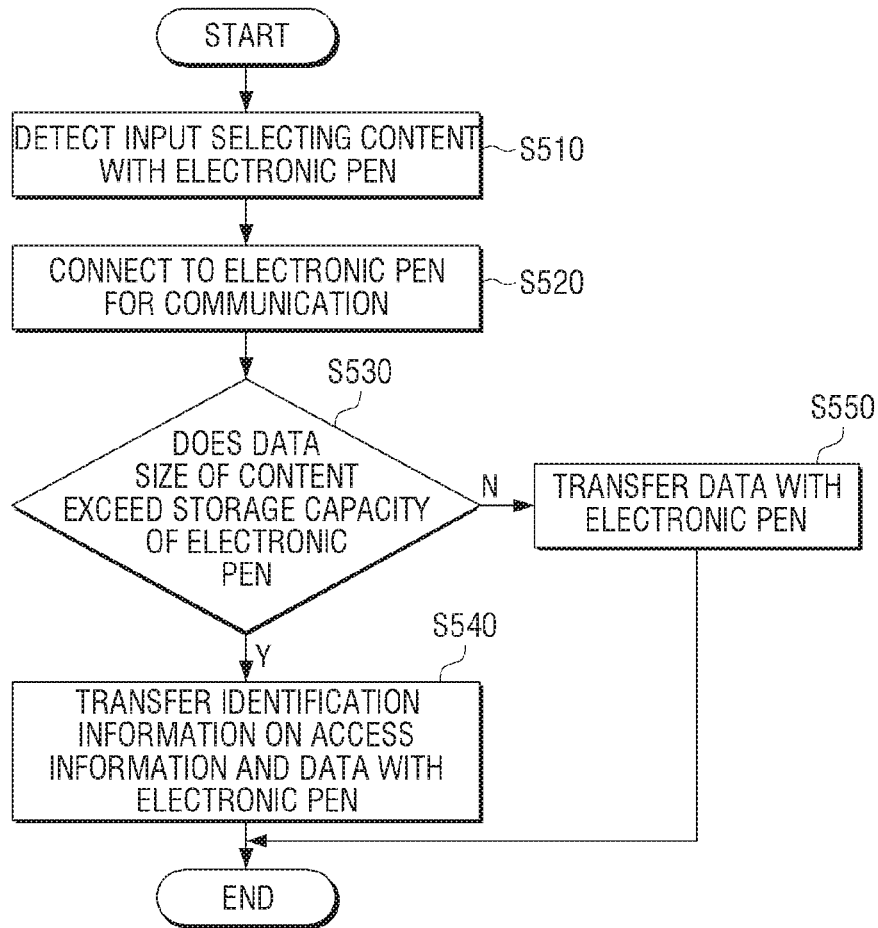 START
DETECT INPUT SELECTING CONTENT
WITH ELECTRONIC PEN
S510
CONNECT TO ELECTRONIC PEN
FOR COMMUNICATION
S520
S530
DOES DATA
SIZE OF CONTENT
EXCEED STORAGE CAPACITY
OF ELECTRONIC
PEN
N
S550
TRANSFER DATA WITH
ELECTRONIC PEN
Y
S540
TRANSFER IDENTIFICATION
INFORMATION ON ACCESS
INFORMATION AND DATA WITH
ELECTRONIC PEN
END